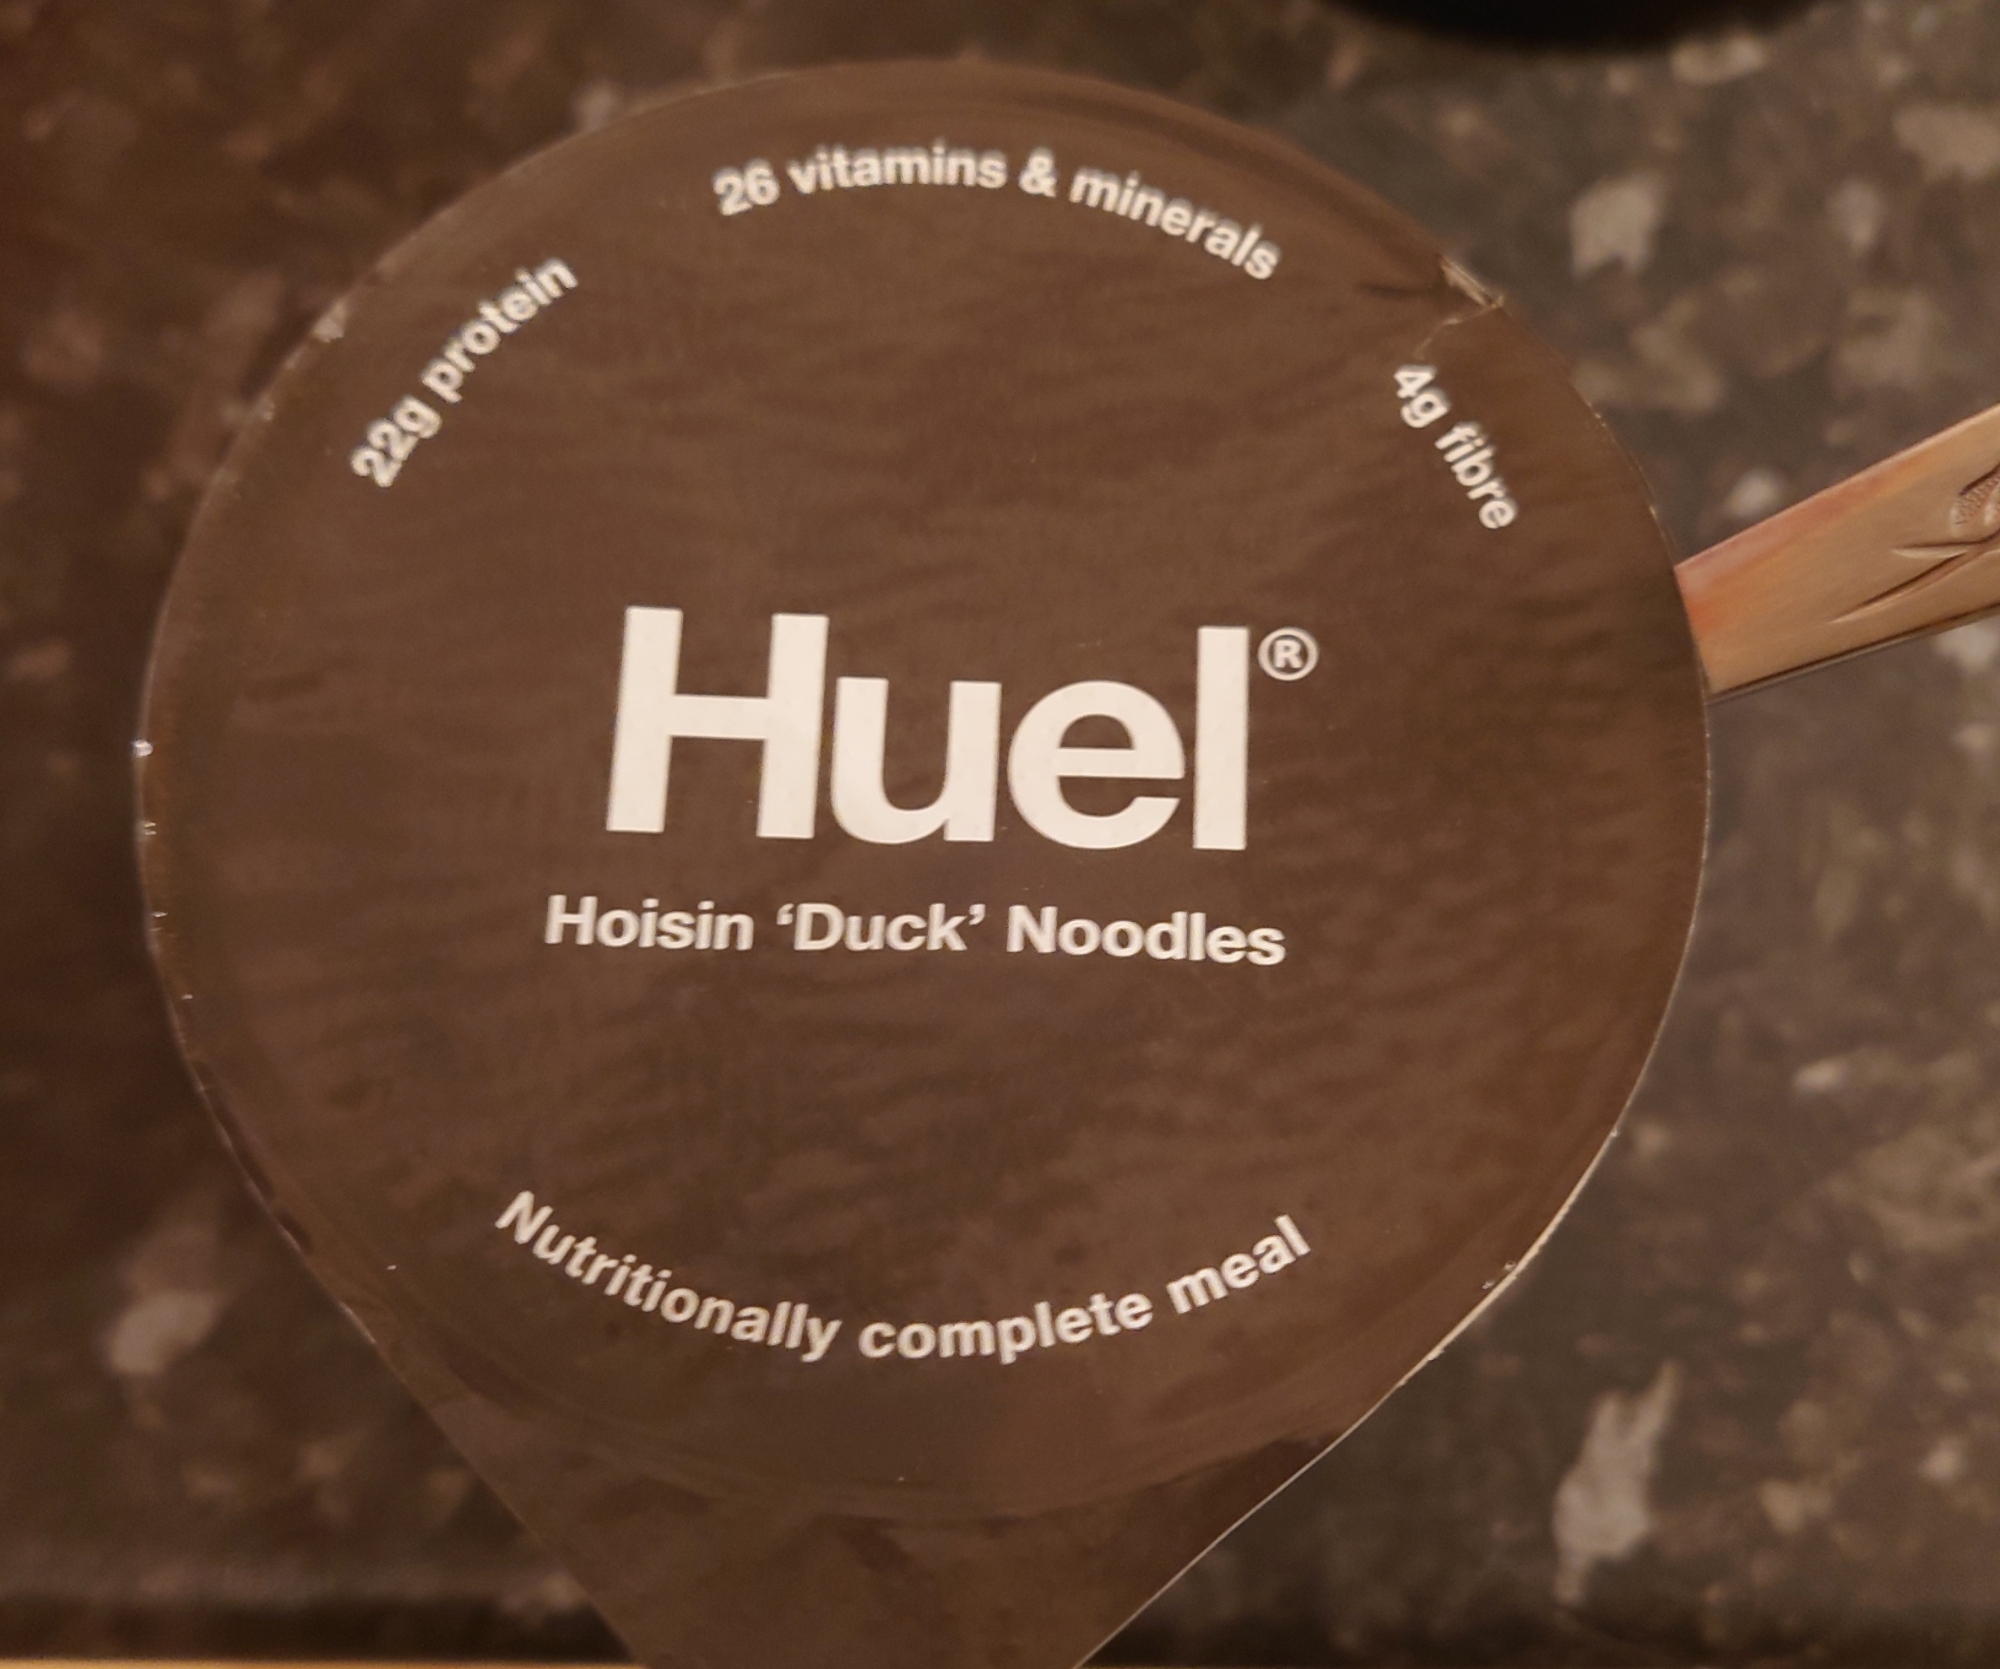 26 vitamins & minerals
22g protein
4g fibre
Huel®
Hoisin ‘Duck’ Noodles
Nutritionally complete meal